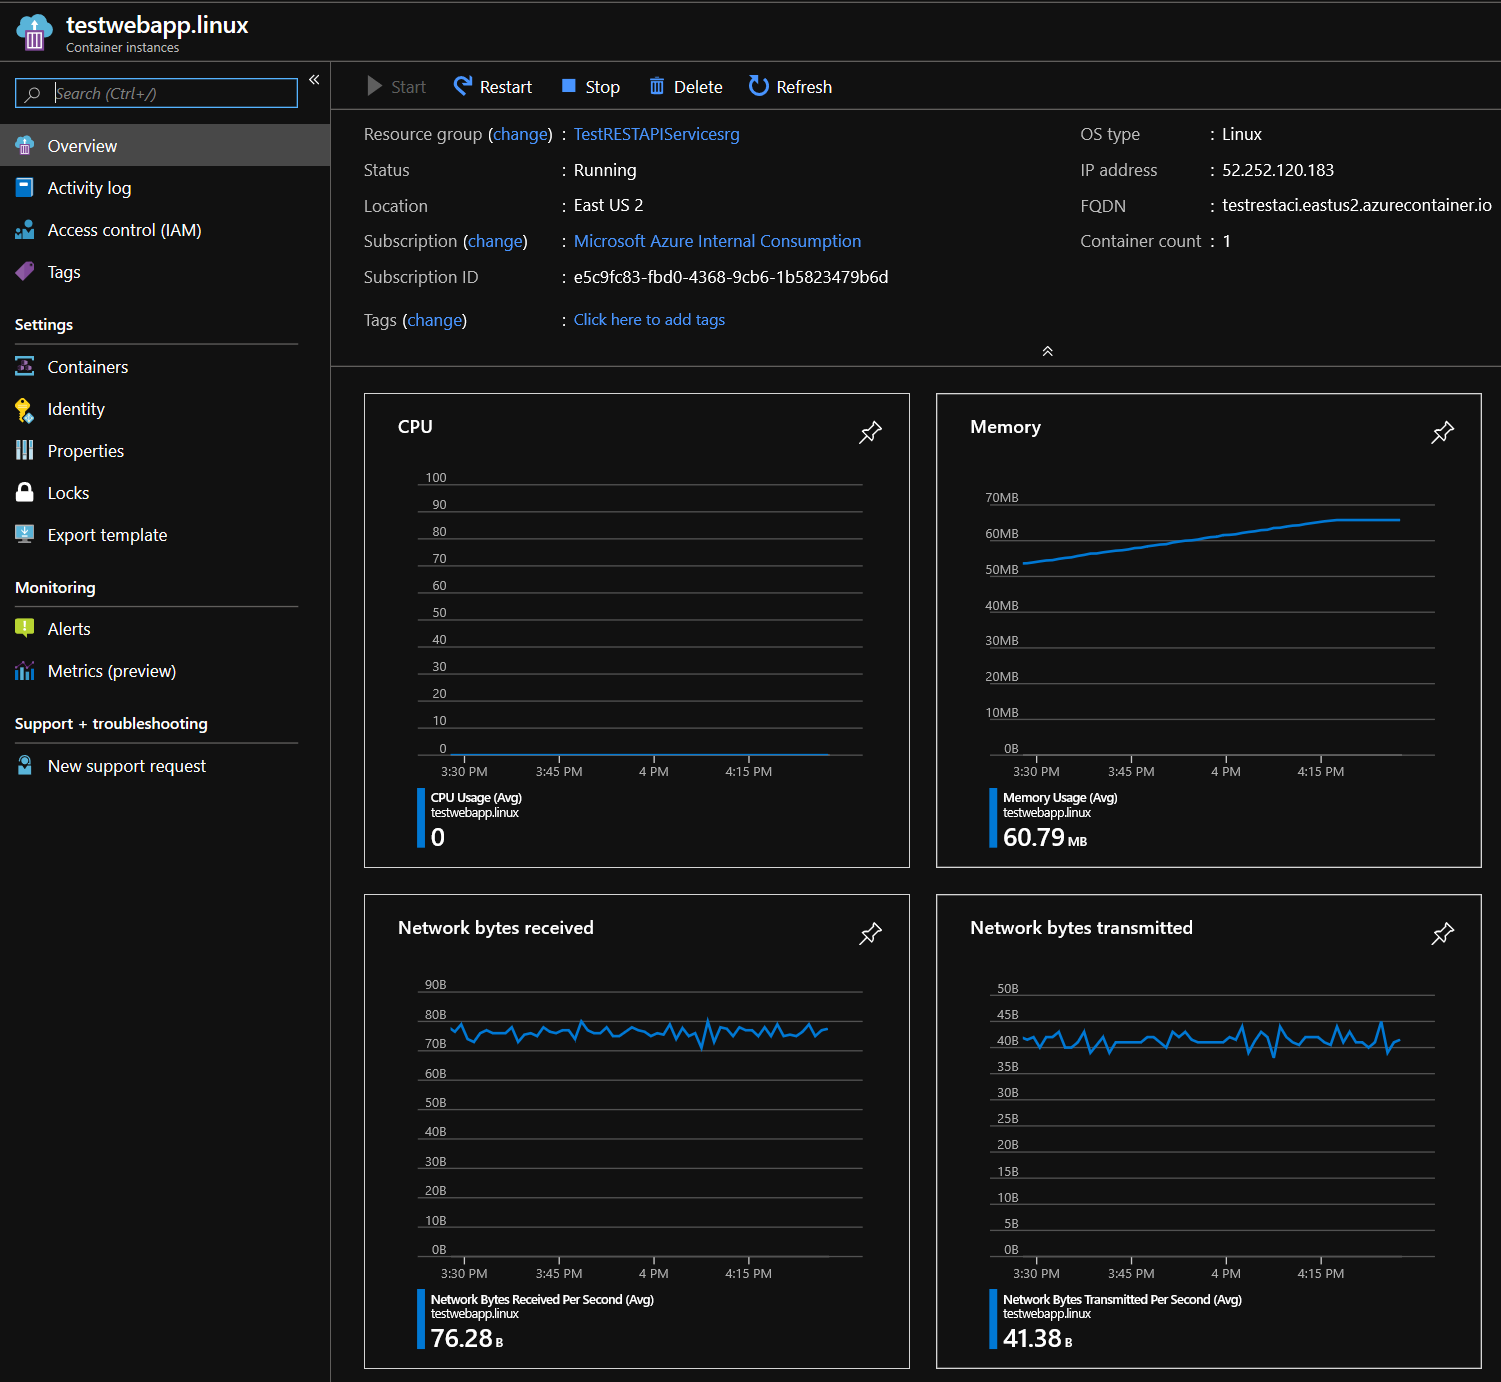 testwebapp.linux
Container instances
Search (Ctrl+/)
«
Overview
Activity log
Access control (IAM)
Tags
Settings
Containers
Identity
Properties
Locks
Export template
Monitoring
Alerts
Metrics (preview)
Support + troubleshooting
New support request
Start Restart Stop Delete Refresh
Resource group (change) : TestRESTAPIServicesrg
Status : Running
Location : East US 2
Subscription (change) : Microsoft Azure Internal Consumption
Subscription ID : e5c9fc83-fbd0-4368-9cb6-1b5823479b6d
Tags (change) : Click here to add tags
OS type : Linux
IP address : 52.252.120.183
FQDN : testrestaci.eastus2.azurecontainer.io
Container count : 1
CPU
100
90
80
70
60
50
40
30
20
10
0
3:30 PM 3:45 PM 4 PM 4:15 PM
CPU Usage (Avg)
testwebapp.linux
0
Memory
70MB
60MB
50MB
40MB
30MB
20MB
10MB
0B
3:30 PM 3:45 PM 4 PM 4:15 PM
Memory Usage (Avg)
testwebapp.linux
60.79 MB
Network bytes received
90B
80B
70B
60B
50B
40B
30B
20B
10B
0B
3:30 PM 3:45 PM 4 PM 4:15 PM
Network Bytes Received Per Second (Avg)
testwebapp.linux
76.28 B
Network bytes transmitted
50B
45B
40B
35B
30B
25B
20B
15B
10B
5B
0B
3:30 PM 3:45 PM 4 PM 4:15 PM
Network Bytes Transmitted Per Second (Avg)
testwebapp.linux
41.38 B